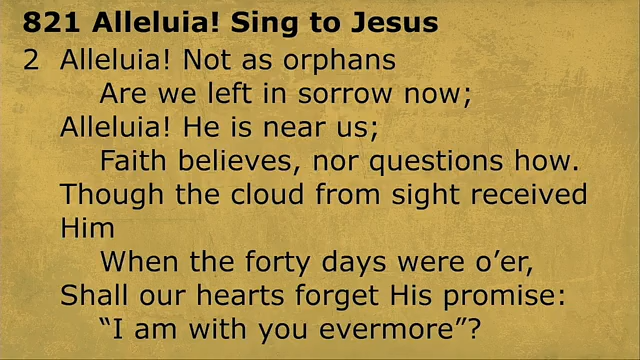 821 Alleluia! Sing to Jesus
2 Alleluia! Not as orphans
Are we left in sorrow now;
Alleluia! He is near us;
Faith believes, nor questions how.
Though the cloud from sight received
Him
When the forty days were o’er,
Shall our hearts forget His promise:
“I am with you evermore”?